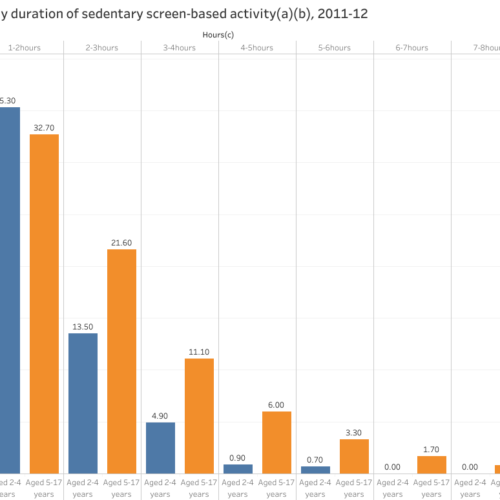 y duration of sedentary screen-based activity(a)(b), 2011-12
Hours(c)
1-2hours 2-3hours 3-4hours 4-5hours 5-6hours 6-7hours 7-8hour
5.30
32.70
21.60
13.50
11.10
4.90
6.00
0.90
3.30
0.70
1.70
0.00
0.00
ed 2-4 Aged 5-17 Aged 2-4 Aged 5-17 Aged 2-4 Aged 5-17 Aged 2-4 Aged 5-17 Aged 2-4 Aged 5-17 Aged 2-4 Aged 5-17 Aged 2-4 Aged 5
ears years years years years years years years years years years years years year